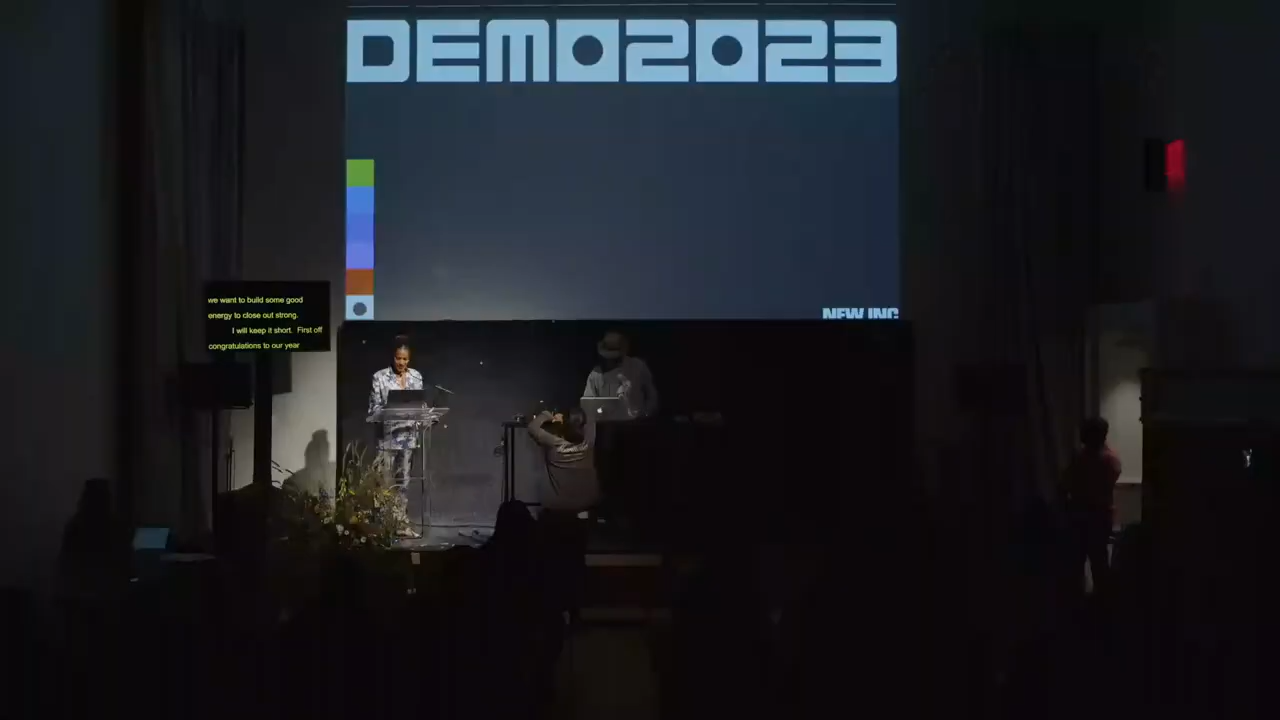 DEMO2023
we want to build some good
energy to close out strong.
I will keep it short. First off
congratulations to our year
NEW INC